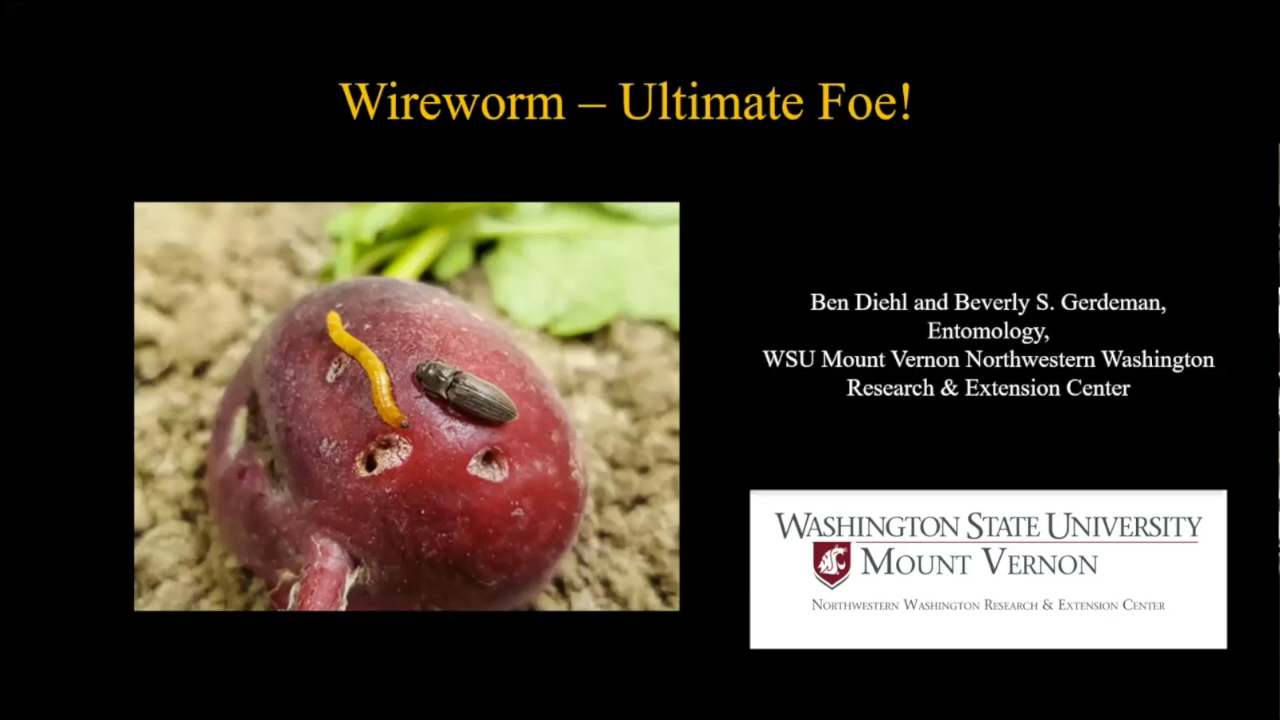 Wireworm – Ultimate Foe!
Ben Diehl and Beverly S. Gerdeman,
Entomology,
WSU Mount Vernon Northwestern Washington
Research & Extension Center
WASHINGTON STATE UNIVERSITY
MOUNT VERNON
NORTHWESTERN WASHINGTON RESEARCH & EXTENSION CENTER